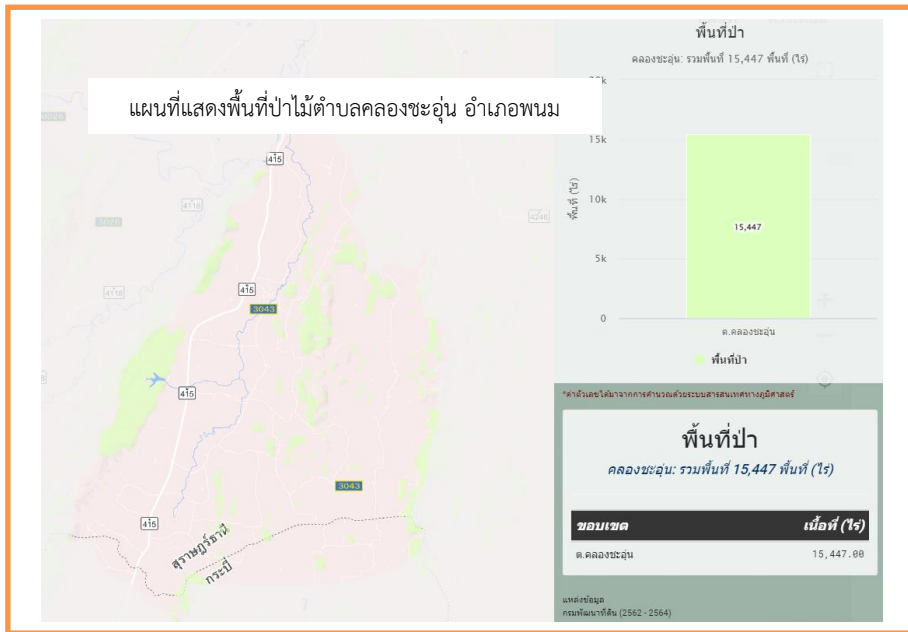 แผนที่แสดงพื้นที่ป่าไม้ตำบลคลองชะอุ่น อำเภอพนม
415
4118
4248
415
3043
4118
415
3043
415
สุราษฎร์ธานี
กระบี่
พื้นที่ป่า
คลองชะอุ่น: รวมพื้นที่ 15,447 พื้นที่ (ไร่)
15k
10k
5k
0
พื้นที่ (ไร่)
15,447
ต.คลองชะอุ่น
พื้นที่ป่า
*ค่าตัวเลขได้มาจากการคำนวณด้วยระบบสารสนเทศทางภูมิศาสตร์
พื้นที่ป่า
คลองชะอุ่น: รวมพื้นที่ 15,447 พื้นที่ (ไร่)
ขอบเขต เนื้อที่ (ไร่)
ต.คลองชะอุ่น 15,447.00
แหล่งข้อมูล
กรมพัฒนาที่ดิน (2562 - 2564)